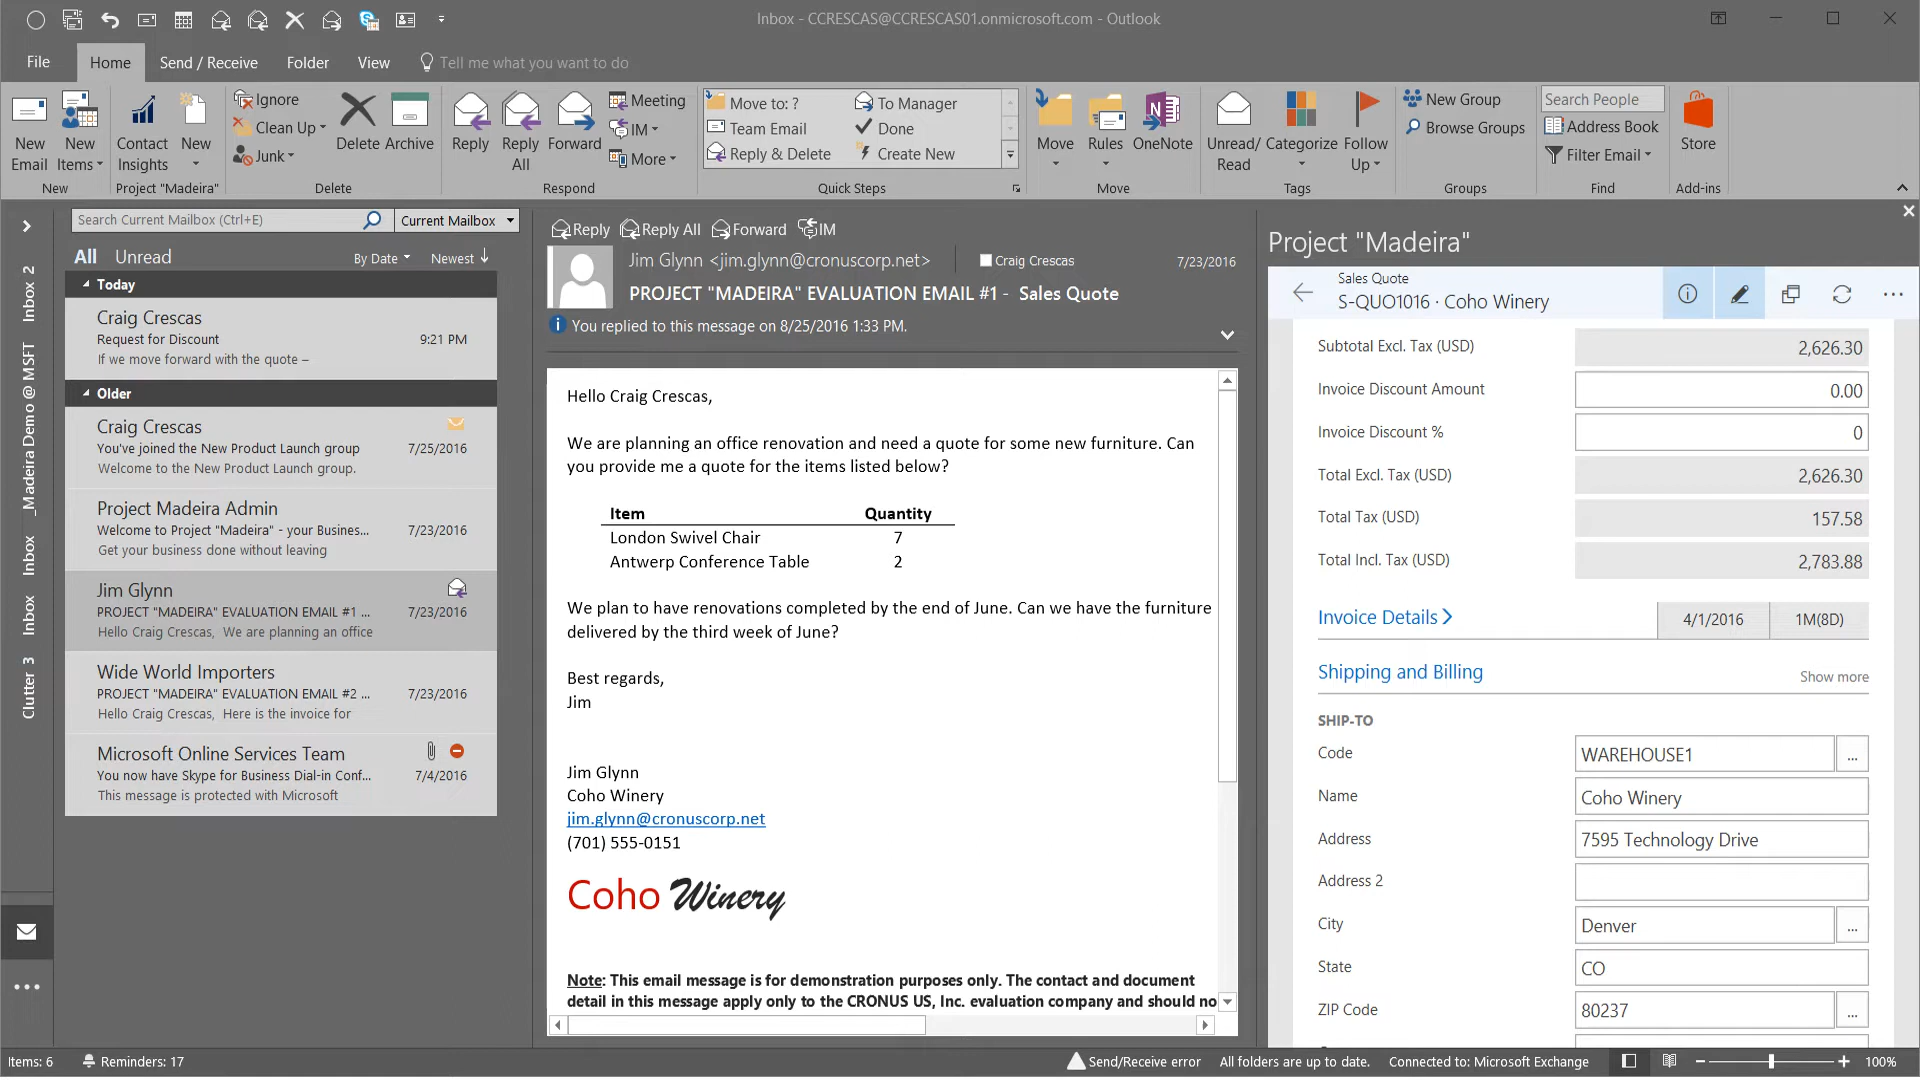 Inbox - CCRESCAS@CCRESCAS01.onmicrosoft.com - Outlook
File Home Send / Receive Folder View Tell me what you want to do
New Email
New Items
New
Contact Insights
New
Project "Madeira"
Ignore
Clean Up
Junk
Delete
Archive
Delete
Reply
Reply All
Forward
Meeting
IM
More
Respond
Move to: ?
Team Email
Reply & Delete
To Manager
Done
Create New
Quick Steps
Move
Rules
OneNote
Move
Unread/ Read
Categorize
Follow Up
Tags
New Group
Browse Groups
Groups
Search People
Address Book
Filter Email
Find
Store
Add-ins
Inbox 2
_Madeira Demo @ MSFT
Inbox
Inbox
Clutter 3
Search Current Mailbox (Ctrl+E)
Current Mailbox
All Unread By Date Newest
Today
Craig Crescas
Request for Discount 9:21 PM
If we move forward with the quote –
Older
Craig Crescas
You've joined the New Product Launch group 7/25/2016
Welcome to the New Product Launch group.
Project Madeira Admin
Welcome to Project "Madeira" - your Busines... 7/23/2016
Get your business done without leaving
Jim Glynn
PROJECT "MADEIRA" EVALUATION EMAIL #1 ... 7/23/2016
Hello Craig Crescas, We are planning an office
Wide World Importers
PROJECT "MADEIRA" EVALUATION EMAIL #2 ... 7/23/2016
Hello Craig Crescas, Here is the invoice for
Microsoft Online Services Team
You now have Skype for Business Dial-in Conf... 7/4/2016
This message is protected with Microsoft
Reply Reply All Forward IM
Jim Glynn <jim.glynn@cronuscorp.net> Craig Crescas 7/23/2016
PROJECT "MADEIRA" EVALUATION EMAIL #1 - Sales Quote
You replied to this message on 8/25/2016 1:33 PM.
Hello Craig Crescas,
We are planning an office renovation and need a quote for some new furniture. Can
you provide me a quote for the items listed below?
Item Quantity
London Swivel Chair 7
Antwerp Conference Table 2
We plan to have renovations completed by the end of June. Can we have the furniture
delivered by the third week of June?
Best regards,
Jim
Jim Glynn
Coho Winery
jim.glynn@cronuscorp.net
(701) 555-0151
Coho Winery
Note: This email message is for demonstration purposes only. The contact and document
detail in this message apply only to the CRONUS US, Inc. evaluation company and should no
Project "Madeira"
Sales Quote
S-QUO1016 · Coho Winery
Subtotal Excl. Tax (USD) 2,626.30
Invoice Discount Amount 0.00
Invoice Discount % 0
Total Excl. Tax (USD) 2,626.30
Total Tax (USD) 157.58
Total Incl. Tax (USD) 2,783.88
Invoice Details 4/1/2016 1M(8D)
Shipping and Billing Show more
SHIP-TO
Code WAREHOUSE1 ...
Name Coho Winery
Address 7595 Technology Drive
Address 2
City Denver ...
State CO
ZIP Code 80237 ...
Items: 6 Reminders: 17 Send/Receive error All folders are up to date. Connected to: Microsoft Exchange 100%